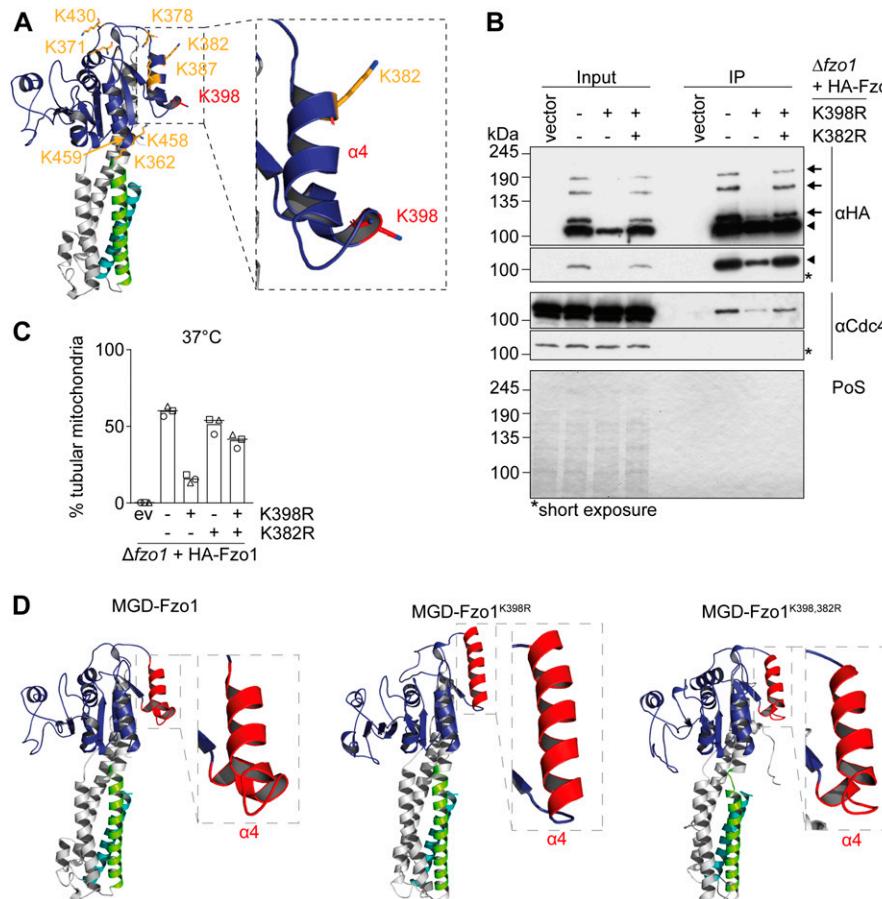 A
K430
K378
K371
K382
K387
K398
K458
K459
K362
K382
α4
K398
B
Input
IP
Δfzo1
+ HA-Fzo
vector
- + +
vector
- + +
K398R
kDa
+
+
K382R
245
190
135
100
αHA
100
*
αCdc4
100
*
245
PoS
190
135
100
*short exposure
C
37°C
% tubular mitochondria
100
50
0
ev - + - + K398R
- - + + K382R
Δfzo1 + HA-Fzo1
D
MGD-Fzo1
MGD-Fzo1K398R
MGD-Fzo1K398,382R
α4
α4
α4